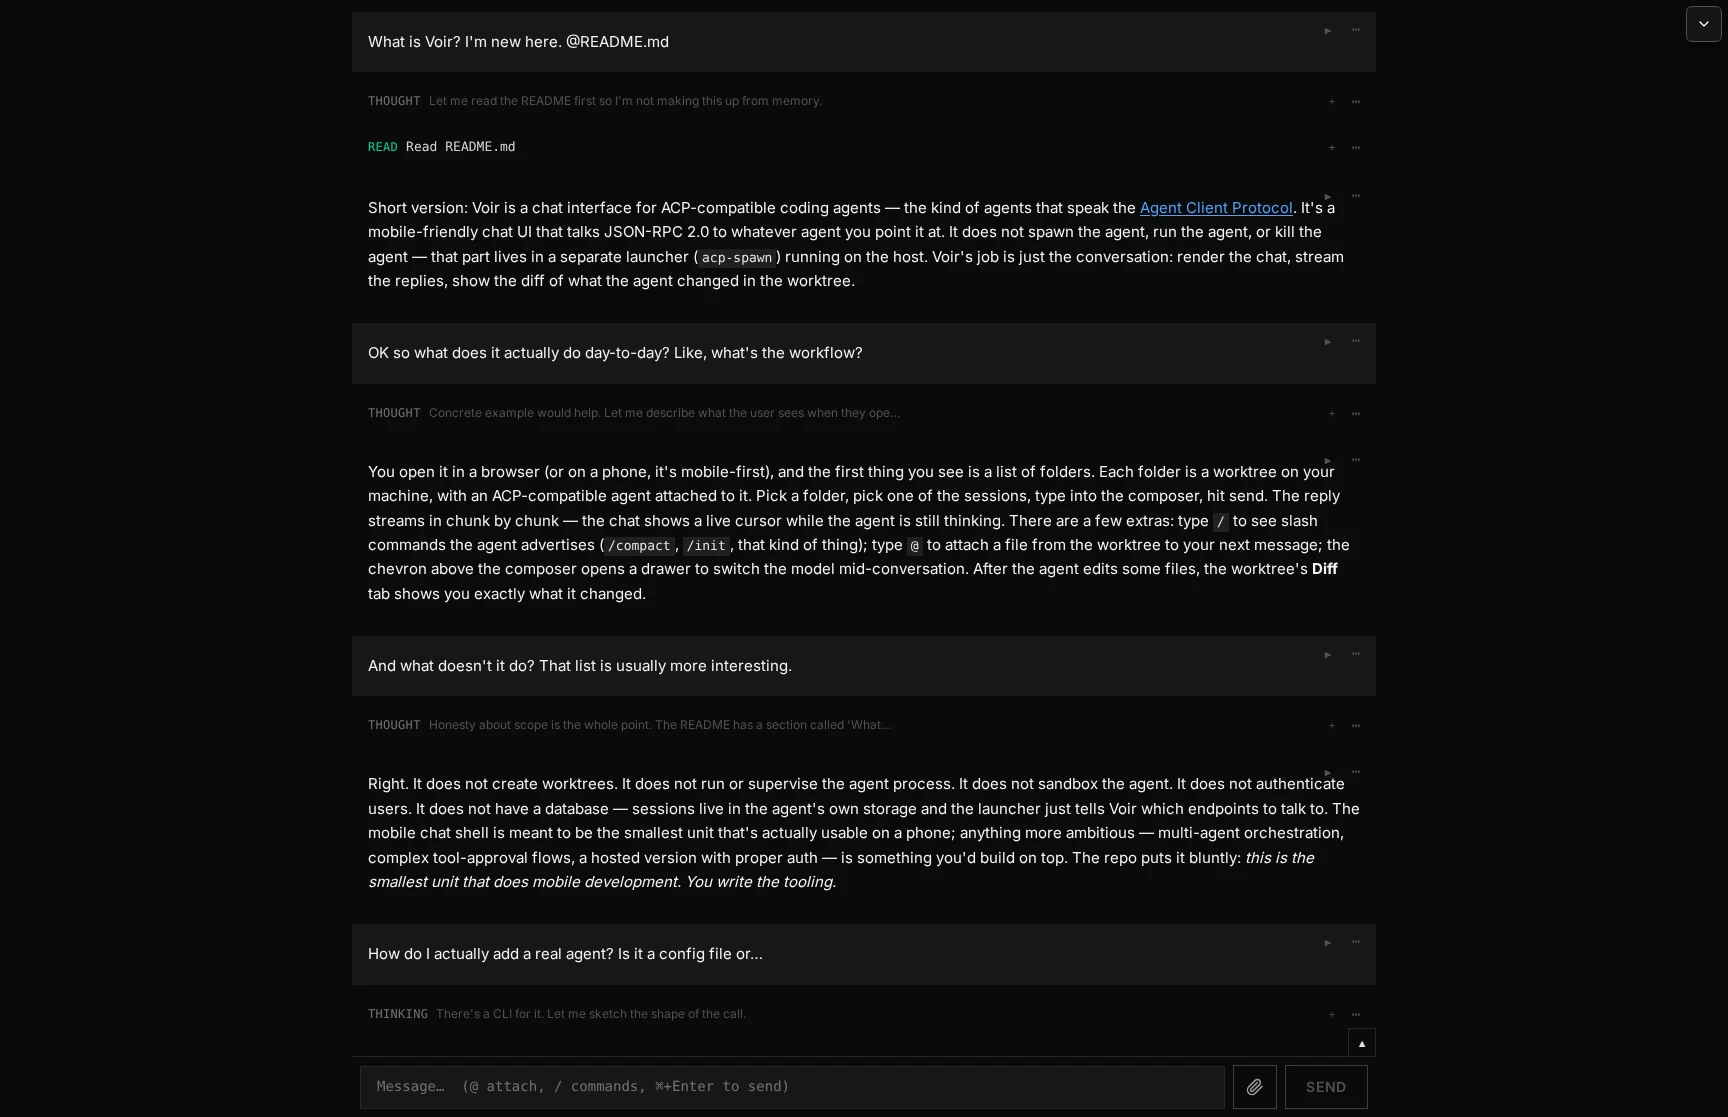 What is Voir? I'm new here. @README.md
THOUGHT Let me read the README first so I'm not making this up from memory.
READ Read README.md
Short version: Voir is a chat interface for ACP-compatible coding agents — the kind of agents that speak the Agent Client Protocol. It's a
mobile-friendly chat UI that talks JSON-RPC 2.0 to whatever agent you point it at. It does not spawn the agent, run the agent, or kill the
agent — that part lives in a separate launcher (acp-spawn) running on the host. Voir's job is just the conversation: render the chat, stream
the replies, show the diff of what the agent changed in the worktree.
OK so what does it actually do day-to-day? Like, what's the workflow?
THOUGHT Concrete example would help. Let me describe what the user sees when they ope…
You open it in a browser (or on a phone, it's mobile-first), and the first thing you see is a list of folders. Each folder is a worktree on your
machine, with an ACP-compatible agent attached to it. Pick a folder, pick one of the sessions, type into the composer, hit send. The reply
streams in chunk by chunk — the chat shows a live cursor while the agent is still thinking. There are a few extras: type / to see slash
commands the agent advertises (/compact, /init, that kind of thing); type @ to attach a file from the worktree to your next message; the
chevron above the composer opens a drawer to switch the model mid-conversation. After the agent edits some files, the worktree's Diff
tab shows you exactly what it changed.
And what doesn't it do? That list is usually more interesting.
THOUGHT Honesty about scope is the whole point. The README has a section called 'What…
Right. It does not create worktrees. It does not run or supervise the agent process. It does not sandbox the agent. It does not authenticate
users. It does not have a database — sessions live in the agent's own storage and the launcher just tells Voir which endpoints to talk to. The
mobile chat shell is meant to be the smallest unit that's actually usable on a phone; anything more ambitious — multi-agent orchestration,
complex tool-approval flows, a hosted version with proper auth — is something you'd build on top. The repo puts it bluntly: this is the
smallest unit that does mobile development. You write the tooling.
How do I actually add a real agent? Is it a config file or…
THINKING There's a CLI for it. Let me sketch the shape of the call.
Message… (@ attach, / commands, ⌘+Enter to send)
SEND